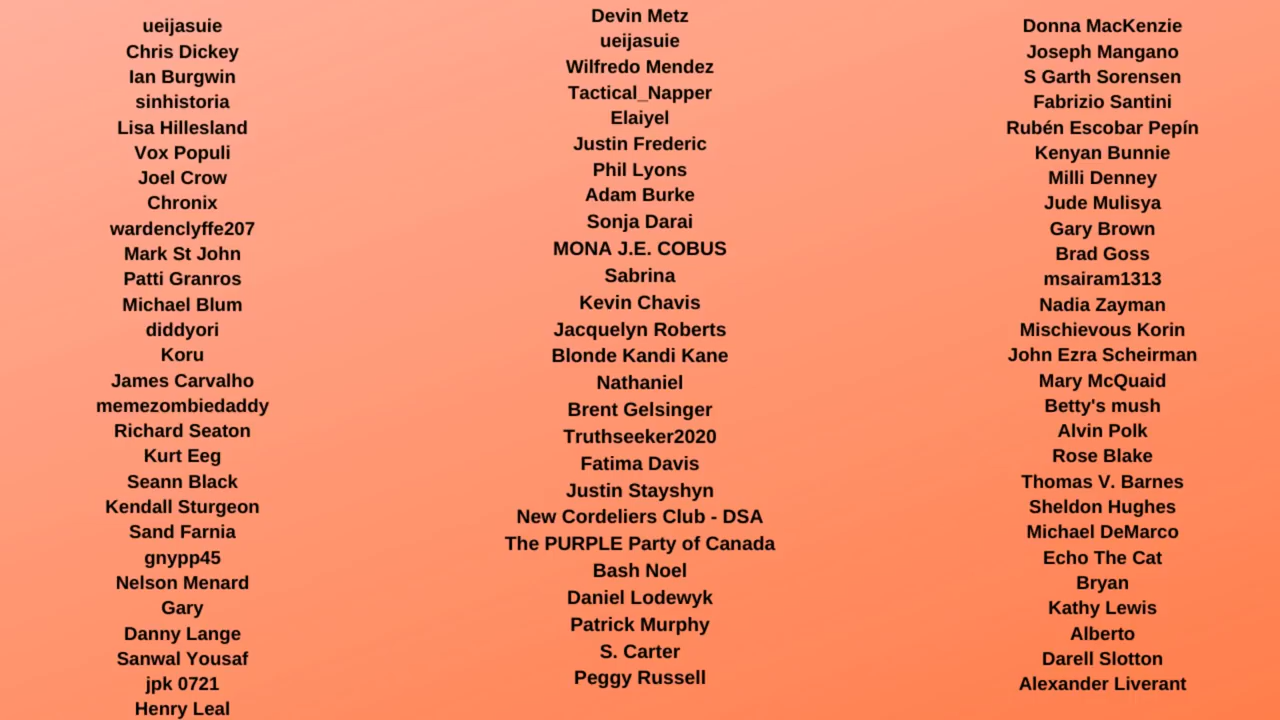 ueijasuie
Chris Dickey
Ian Burgwin
sinhistoria
Lisa Hillesland
Vox Populi
Joel Crow
Chronix
wardenclyffe207
Mark St John
Patti Granros
Michael Blum
diddyori
Koru
James Carvalho
memezombiedaddy
Richard Seaton
Kurt Eeg
Seann Black
Kendall Sturgeon
Sand Farnia
gnypp45
Nelson Menard
Gary
Danny Lange
Sanwal Yousaf
jpk 0721
Henry Leal
Devin Metz
ueijasuie
Wilfredo Mendez
Tactical_Napper
Elaiyel
Justin Frederic
Phil Lyons
Adam Burke
Sonja Darai
MONA J.E. COBUS
Sabrina
Kevin Chavis
Jacquelyn Roberts
Blonde Kandi Kane
Nathaniel
Brent Gelsinger
Truthseeker2020
Fatima Davis
Justin Stayshyn
New Cordeliers Club - DSA
The PURPLE Party of Canada
Bash Noel
Daniel Lodewyk
Patrick Murphy
S. Carter
Peggy Russell
Donna MacKenzie
Joseph Mangano
S Garth Sorensen
Fabrizio Santini
Rubén Escobar Pepín
Kenyan Bunnie
Milli Denney
Jude Mulisya
Gary Brown
Brad Goss
msairam1313
Nadia Zayman
Mischievous Korin
John Ezra Scheirman
Mary McQuaid
Betty's mush
Alvin Polk
Rose Blake
Thomas V. Barnes
Sheldon Hughes
Michael DeMarco
Echo The Cat
Bryan
Kathy Lewis
Alberto
Darell Slotton
Alexander Liverant